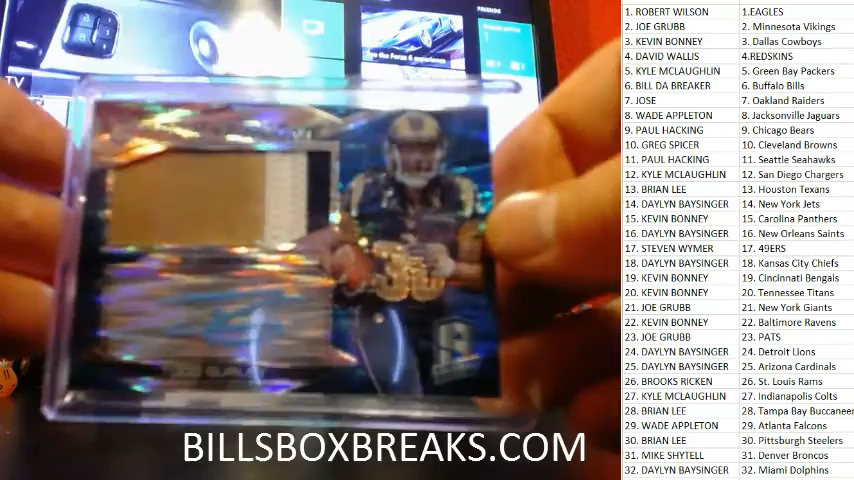 FRIENDS
See the Forza 6 experience
TV
30
BILLSBOXBREAKS.COM
1. ROBERT WILSON 1.EAGLES
2. JOE GRUBB 2. Minnesota Vikings
3. KEVIN BONNEY 3. Dallas Cowboys
4. DAVID WALLIS 4.REDSKINS
5. KYLE MCLAUGHLIN 5. Green Bay Packers
6. BILL DA BREAKER 6. Buffalo Bills
7. JOSE 7. Oakland Raiders
8. WADE APPLETON 8. Jacksonville Jaguars
9. PAUL HACKING 9. Chicago Bears
10. GREG SPICER 10. Cleveland Browns
11. PAUL HACKING 11. Seattle Seahawks
12. KYLE MCLAUGHLIN 12. San Diego Chargers
13. BRIAN LEE 13. Houston Texans
14. DAYLYN BAYSINGER 14. New York Jets
15. KEVIN BONNEY 15. Carolina Panthers
16. DAYLYN BAYSINGER 16. New Orleans Saints
17. STEVEN WYMER 17. 49ERS
18. DAYLYN BAYSINGER 18. Kansas City Chiefs
19. KEVIN BONNEY 19. Cincinnati Bengals
20. KEVIN BONNEY 20. Tennessee Titans
21. JOE GRUBB 21. New York Giants
22. KEVIN BONNEY 22. Baltimore Ravens
23. JOE GRUBB 23. PATS
24. DAYLYN BAYSINGER 24. Detroit Lions
25. DAYLYN BAYSINGER 25. Arizona Cardinals
26. BROOKS RICKEN 26. St. Louis Rams
27. KYLE MCLAUGHLIN 27. Indianapolis Colts
28. BRIAN LEE 28. Tampa Bay Buccaneer
29. WADE APPLETON 29. Atlanta Falcons
30. BRIAN LEE 30. Pittsburgh Steelers
31. MIKE SHYTELL 31. Denver Broncos
32. DAYLYN BAYSINGER 32. Miami Dolphins